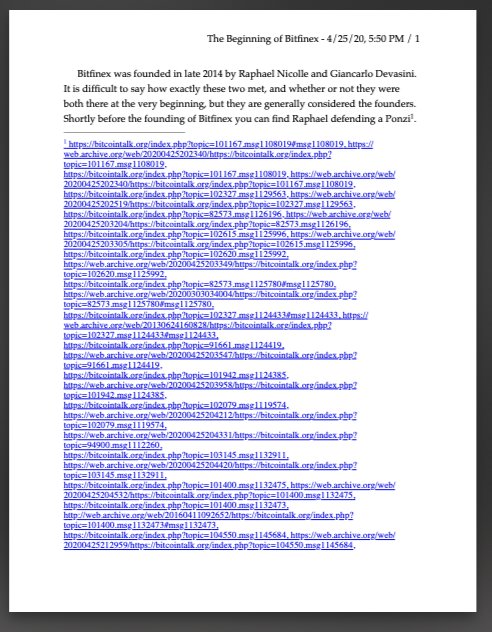 The Beginning of Bitfinex - 4/25/20, 5:50 PM / 1
Bitfinex was founded in late 2014 by Raphael Nicolle and Giancarlo Devasini.
It is difficult to say how exactly these two met, and whether or not they were
both there at the very beginning, but they are generally considered the founders.
Shortly before the founding of Bitfinex you can find Raphael defending a Ponzi¹.
¹ https://bitcointalk.org/index.php?topic=101167.msg1108019#msg1108019, https://
web.archive.org/web/20200425202340/https://bitcointalk.org/index.php?
topic=101167.msg1108019,
https://bitcointalk.org/index.php?topic=101167.msg1108019, https://web.archive.org/web/
20200425202340/https://bitcointalk.org/index.php?topic=101167.msg1108019,
https://bitcointalk.org/index.php?topic=102327.msg1129563, https://web.archive.org/web/
20200425202519/https://bitcointalk.org/index.php?topic=102327.msg1129563,
https://bitcointalk.org/index.php?topic=82573.msg1126196, https://web.archive.org/web/
20200425203204/https://bitcointalk.org/index.php?topic=82573.msg1126196,
https://bitcointalk.org/index.php?topic=102615.msg1125996, https://web.archive.org/web/
20200425203305/https://bitcointalk.org/index.php?topic=102615.msg1125996,
https://bitcointalk.org/index.php?topic=102620.msg1125992,
https://web.archive.org/web/20200425203349/https://bitcointalk.org/index.php?
topic=102620.msg1125992,
https://bitcointalk.org/index.php?topic=82573.msg1125780#msg1125780,
https://web.archive.org/web/20200303034004/https://bitcointalk.org/index.php?
topic=82573.msg1125780#msg1125780,
https://bitcointalk.org/index.php?topic=102327.msg1124433#msg1124433, https://
web.archive.org/web/20130624160828/https://bitcointalk.org/index.php?
topic=102327.msg1124433#msg1124433,
https://bitcointalk.org/index.php?topic=91661.msg1124419,
https://web.archive.org/web/20200425203547/https://bitcointalk.org/index.php?
topic=91661.msg1124419,
https://bitcointalk.org/index.php?topic=101942.msg1124385,
https://web.archive.org/web/20200425203958/https://bitcointalk.org/index.php?
topic=101942.msg1124385,
https://bitcointalk.org/index.php?topic=102079.msg1119574,
https://web.archive.org/web/20200425204212/https://bitcointalk.org/index.php?
topic=102079.msg1119574,
https://web.archive.org/web/20200425204331/https://bitcointalk.org/index.php?
topic=94900.msg1112260,
https://bitcointalk.org/index.php?topic=103145.msg1132911,
https://web.archive.org/web/20200425204420/https://bitcointalk.org/index.php?
topic=103145.msg1132911,
https://bitcointalk.org/index.php?topic=101400.msg1132475, https://web.archive.org/web/
20200425204532/https://bitcointalk.org/index.php?topic=101400.msg1132475,
https://bitcointalk.org/index.php?topic=101400.msg1132473,
http://web.archive.org/web/20160411092652/https://bitcointalk.org/index.php?
topic=101400.msg1132473#msg1132473,
https://bitcointalk.org/index.php?topic=104550.msg1145684, https://web.archive.org/web/
20200425212959/https://bitcointalk.org/index.php?topic=104550.msg1145684,